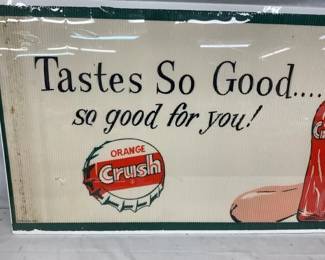 Tastes So Good....
so good for you!
ORANGE
Crush